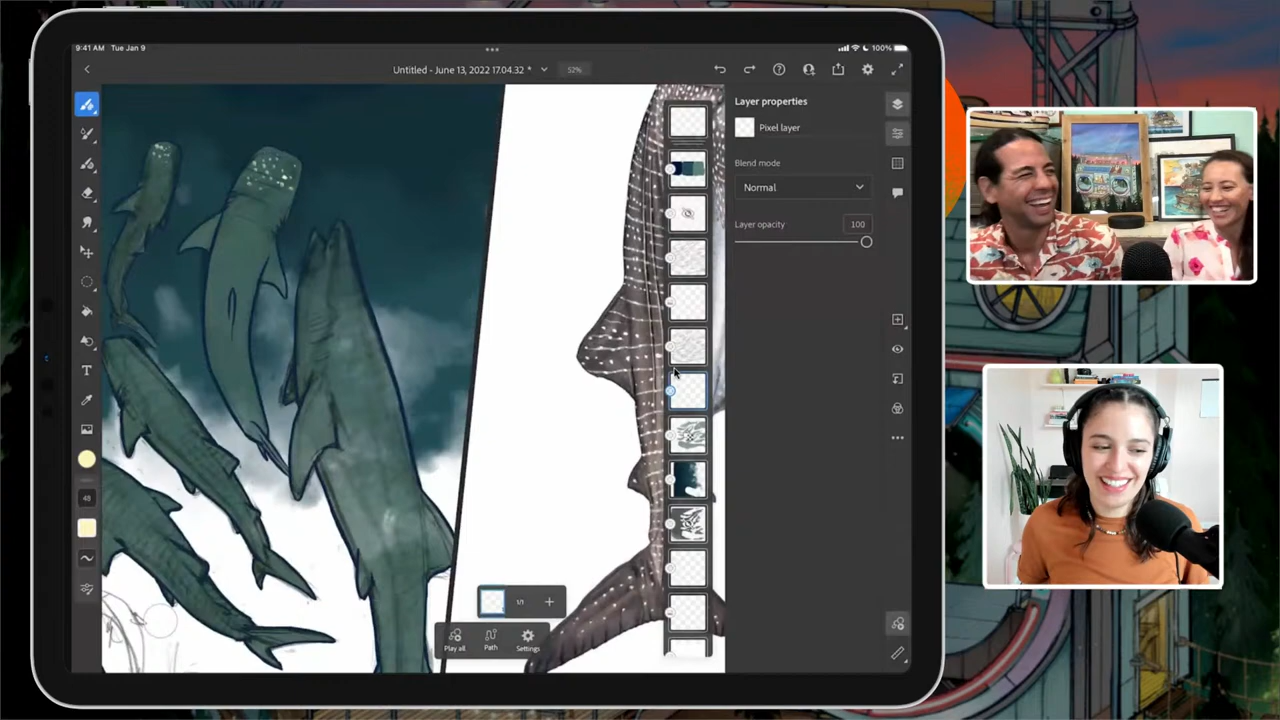 9:41 AM Tue Jan 9
100%
Untitled - June 13, 2022 17.04.32 *
52%
Layer properties
Pixel layer
Blend mode
Normal
Layer opacity
100
T
48
1/1
Play all
Path
Settings